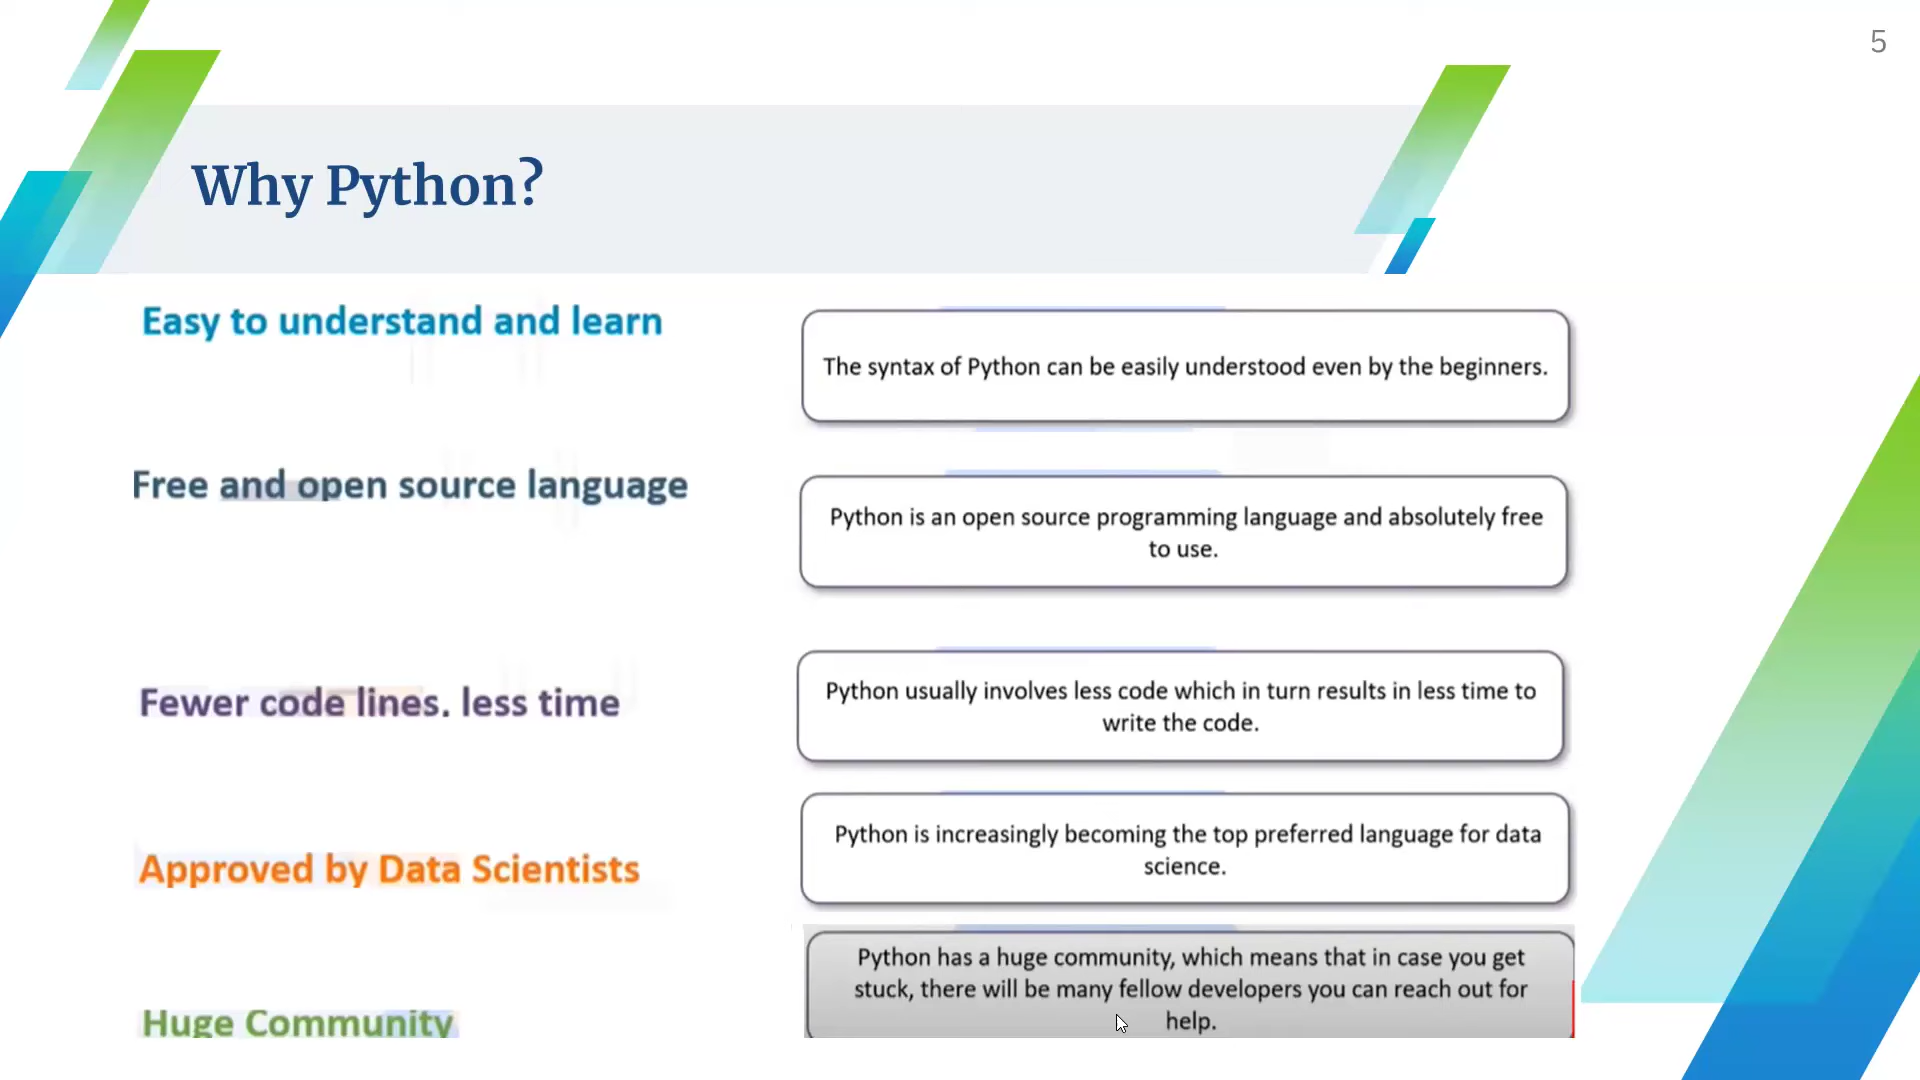 5
Why Python?
Easy to understand and learn
The syntax of Python can be easily understood even by the beginners.
Free and open source language
Python is an open source programming language and absolutely free
to use.
Fewer code lines. less time
Python usually involves less code which in turn results in less time to
write the code.
Approved by Data Scientists
Python is increasingly becoming the top preferred language for data
science.
Huge Community
Python has a huge community, which means that in case you get
stuck, there will be many fellow developers you can reach out for
help.